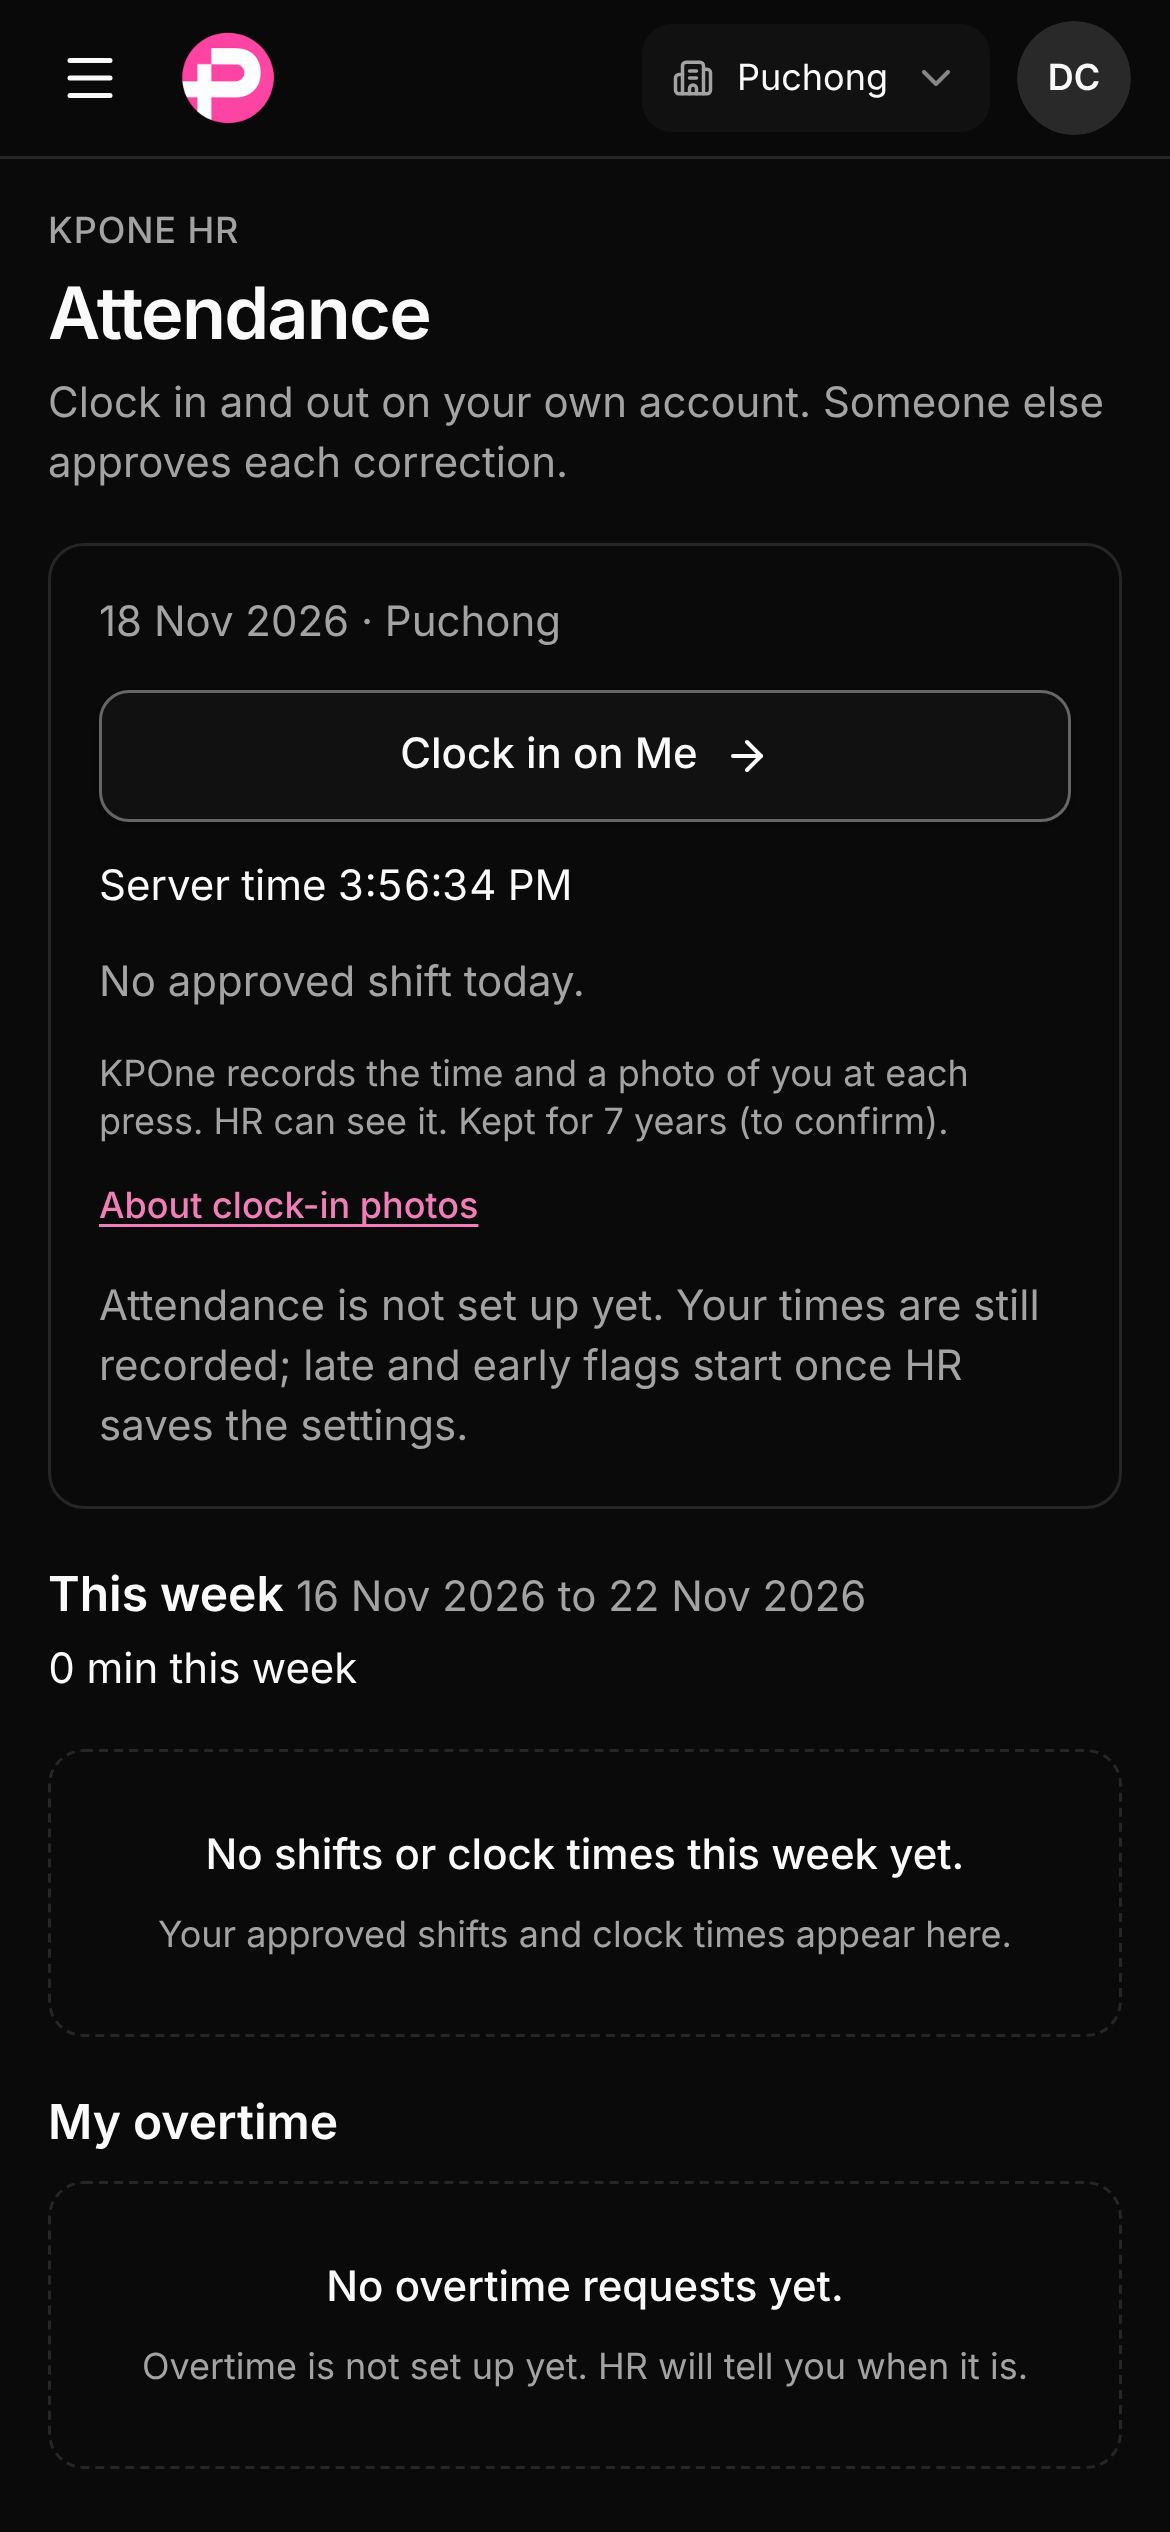 Puchong
DC
KPONE HR
Attendance
Clock in and out on your own account. Someone else
approves each correction.
18 Nov 2026 · Puchong
Clock in on Me →
Server time 3:56:34 PM
No approved shift today.
KPOne records the time and a photo of you at each
press. HR can see it. Kept for 7 years (to confirm).
About clock-in photos
Attendance is not set up yet. Your times are still
recorded; late and early flags start once HR
saves the settings.
This week 16 Nov 2026 to 22 Nov 2026
0 min this week
No shifts or clock times this week yet.
Your approved shifts and clock times appear here.
My overtime
No overtime requests yet.
Overtime is not set up yet. HR will tell you when it is.